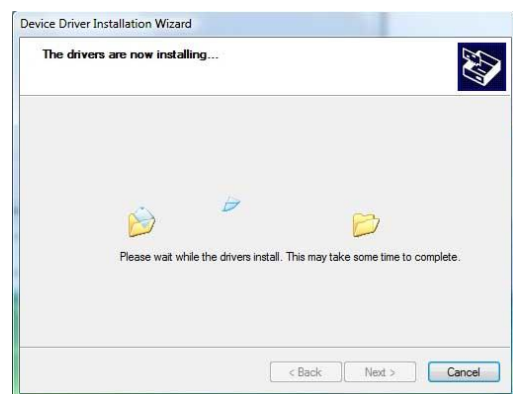 Device Driver Installation Wizard
The drivers are now installing...
Please wait while the drivers install. This may take some time to complete.
< Back Next > Cancel